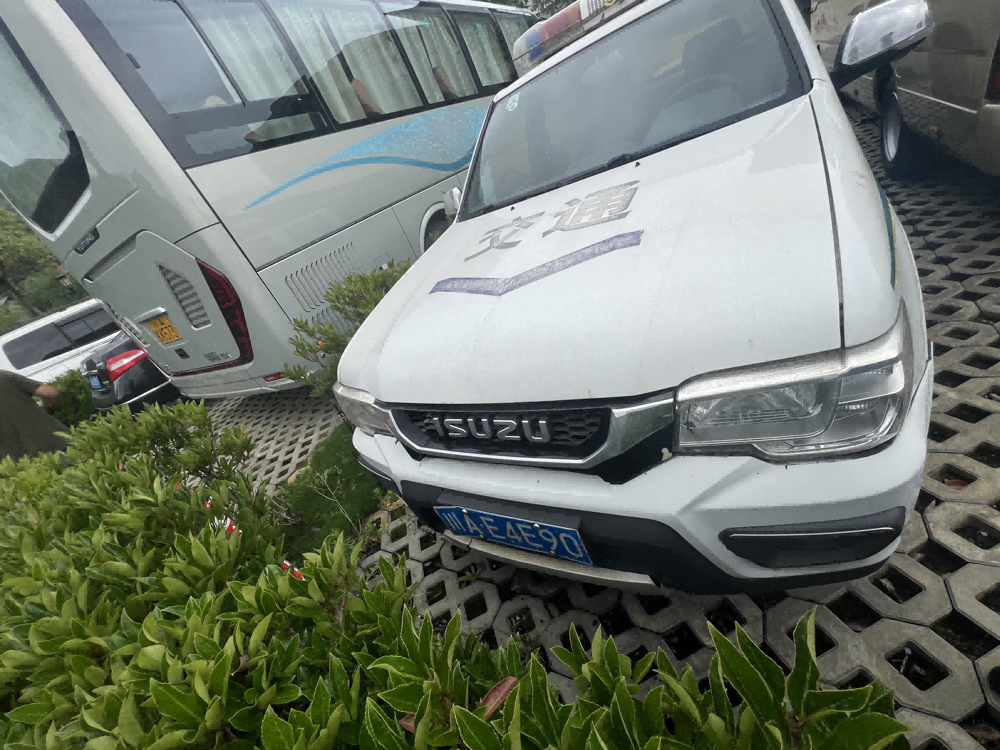 YUTONG
交通
ISUZU
川A·E4E90